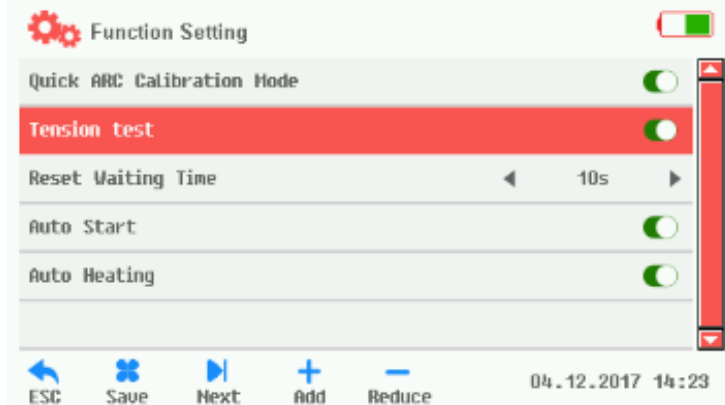 Function Setting
Quick ARC Calibration Mode
Tension test
Reset Waiting Time 10s
Auto Start
Auto Heating
ESC Save Next Add Reduce 04.12.2017 14:23